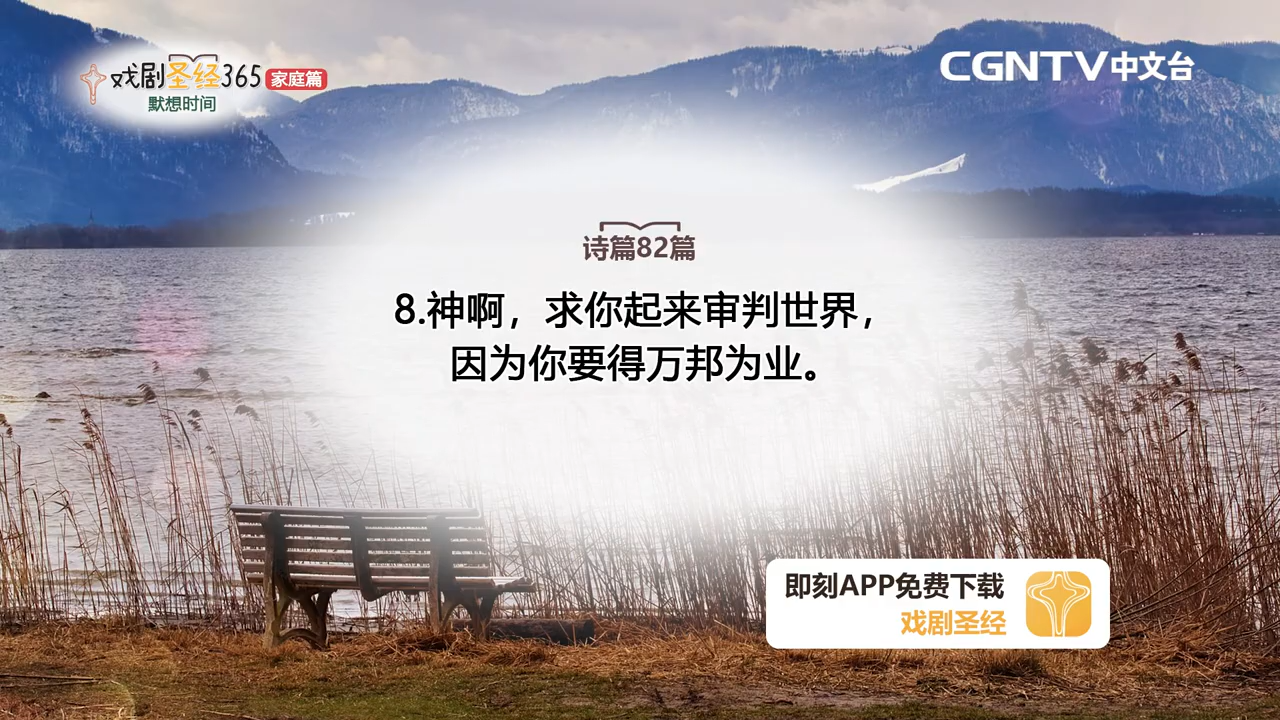 戏剧圣经365 家庭篇
默想时间
CGNTV中文台
诗篇82篇
8.神啊，求你起来审判世界，
因为你要得万邦为业。
即刻APP免费下载
戏剧圣经